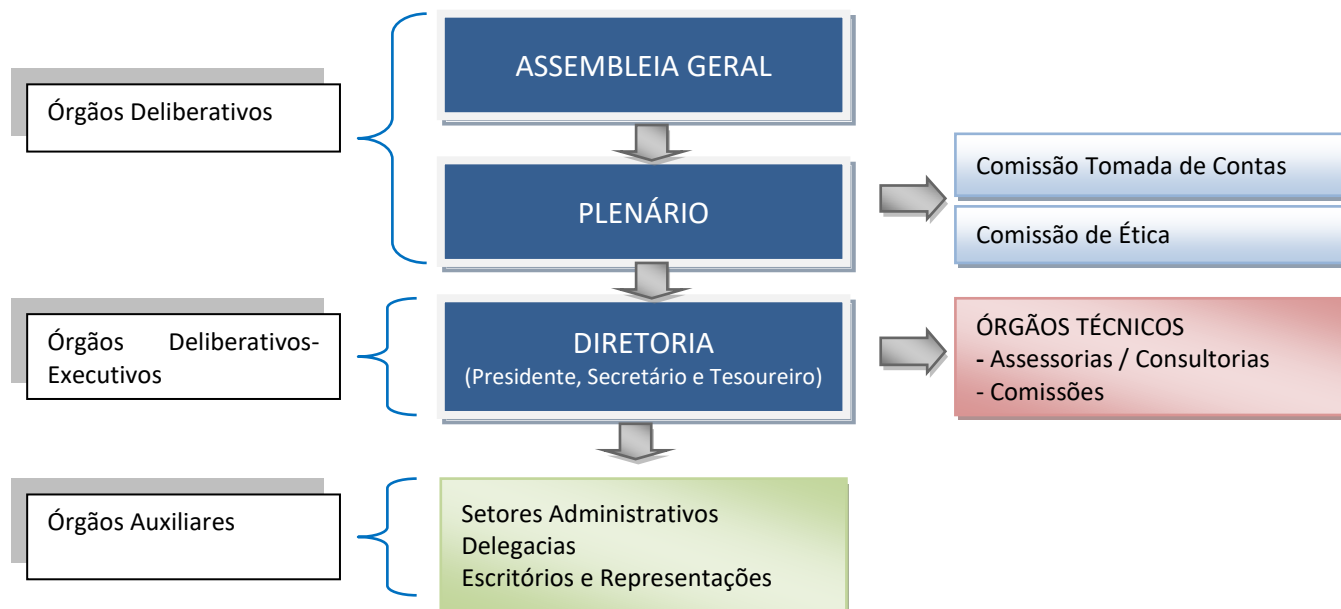 ASSEMBLEIA GERAL
Órgãos Deliberativos
PLENÁRIO
Comissão Tomada de Contas
Comissão de Ética
Órgãos Deliberativos-
Executivos
DIRETORIA
(Presidente, Secretário e Tesoureiro)
ÓRGÃOS TÉCNICOS
- Assessorias / Consultorias
- Comissões
Órgãos Auxiliares
Setores Administrativos
Delegacias
Escritórios e Representações